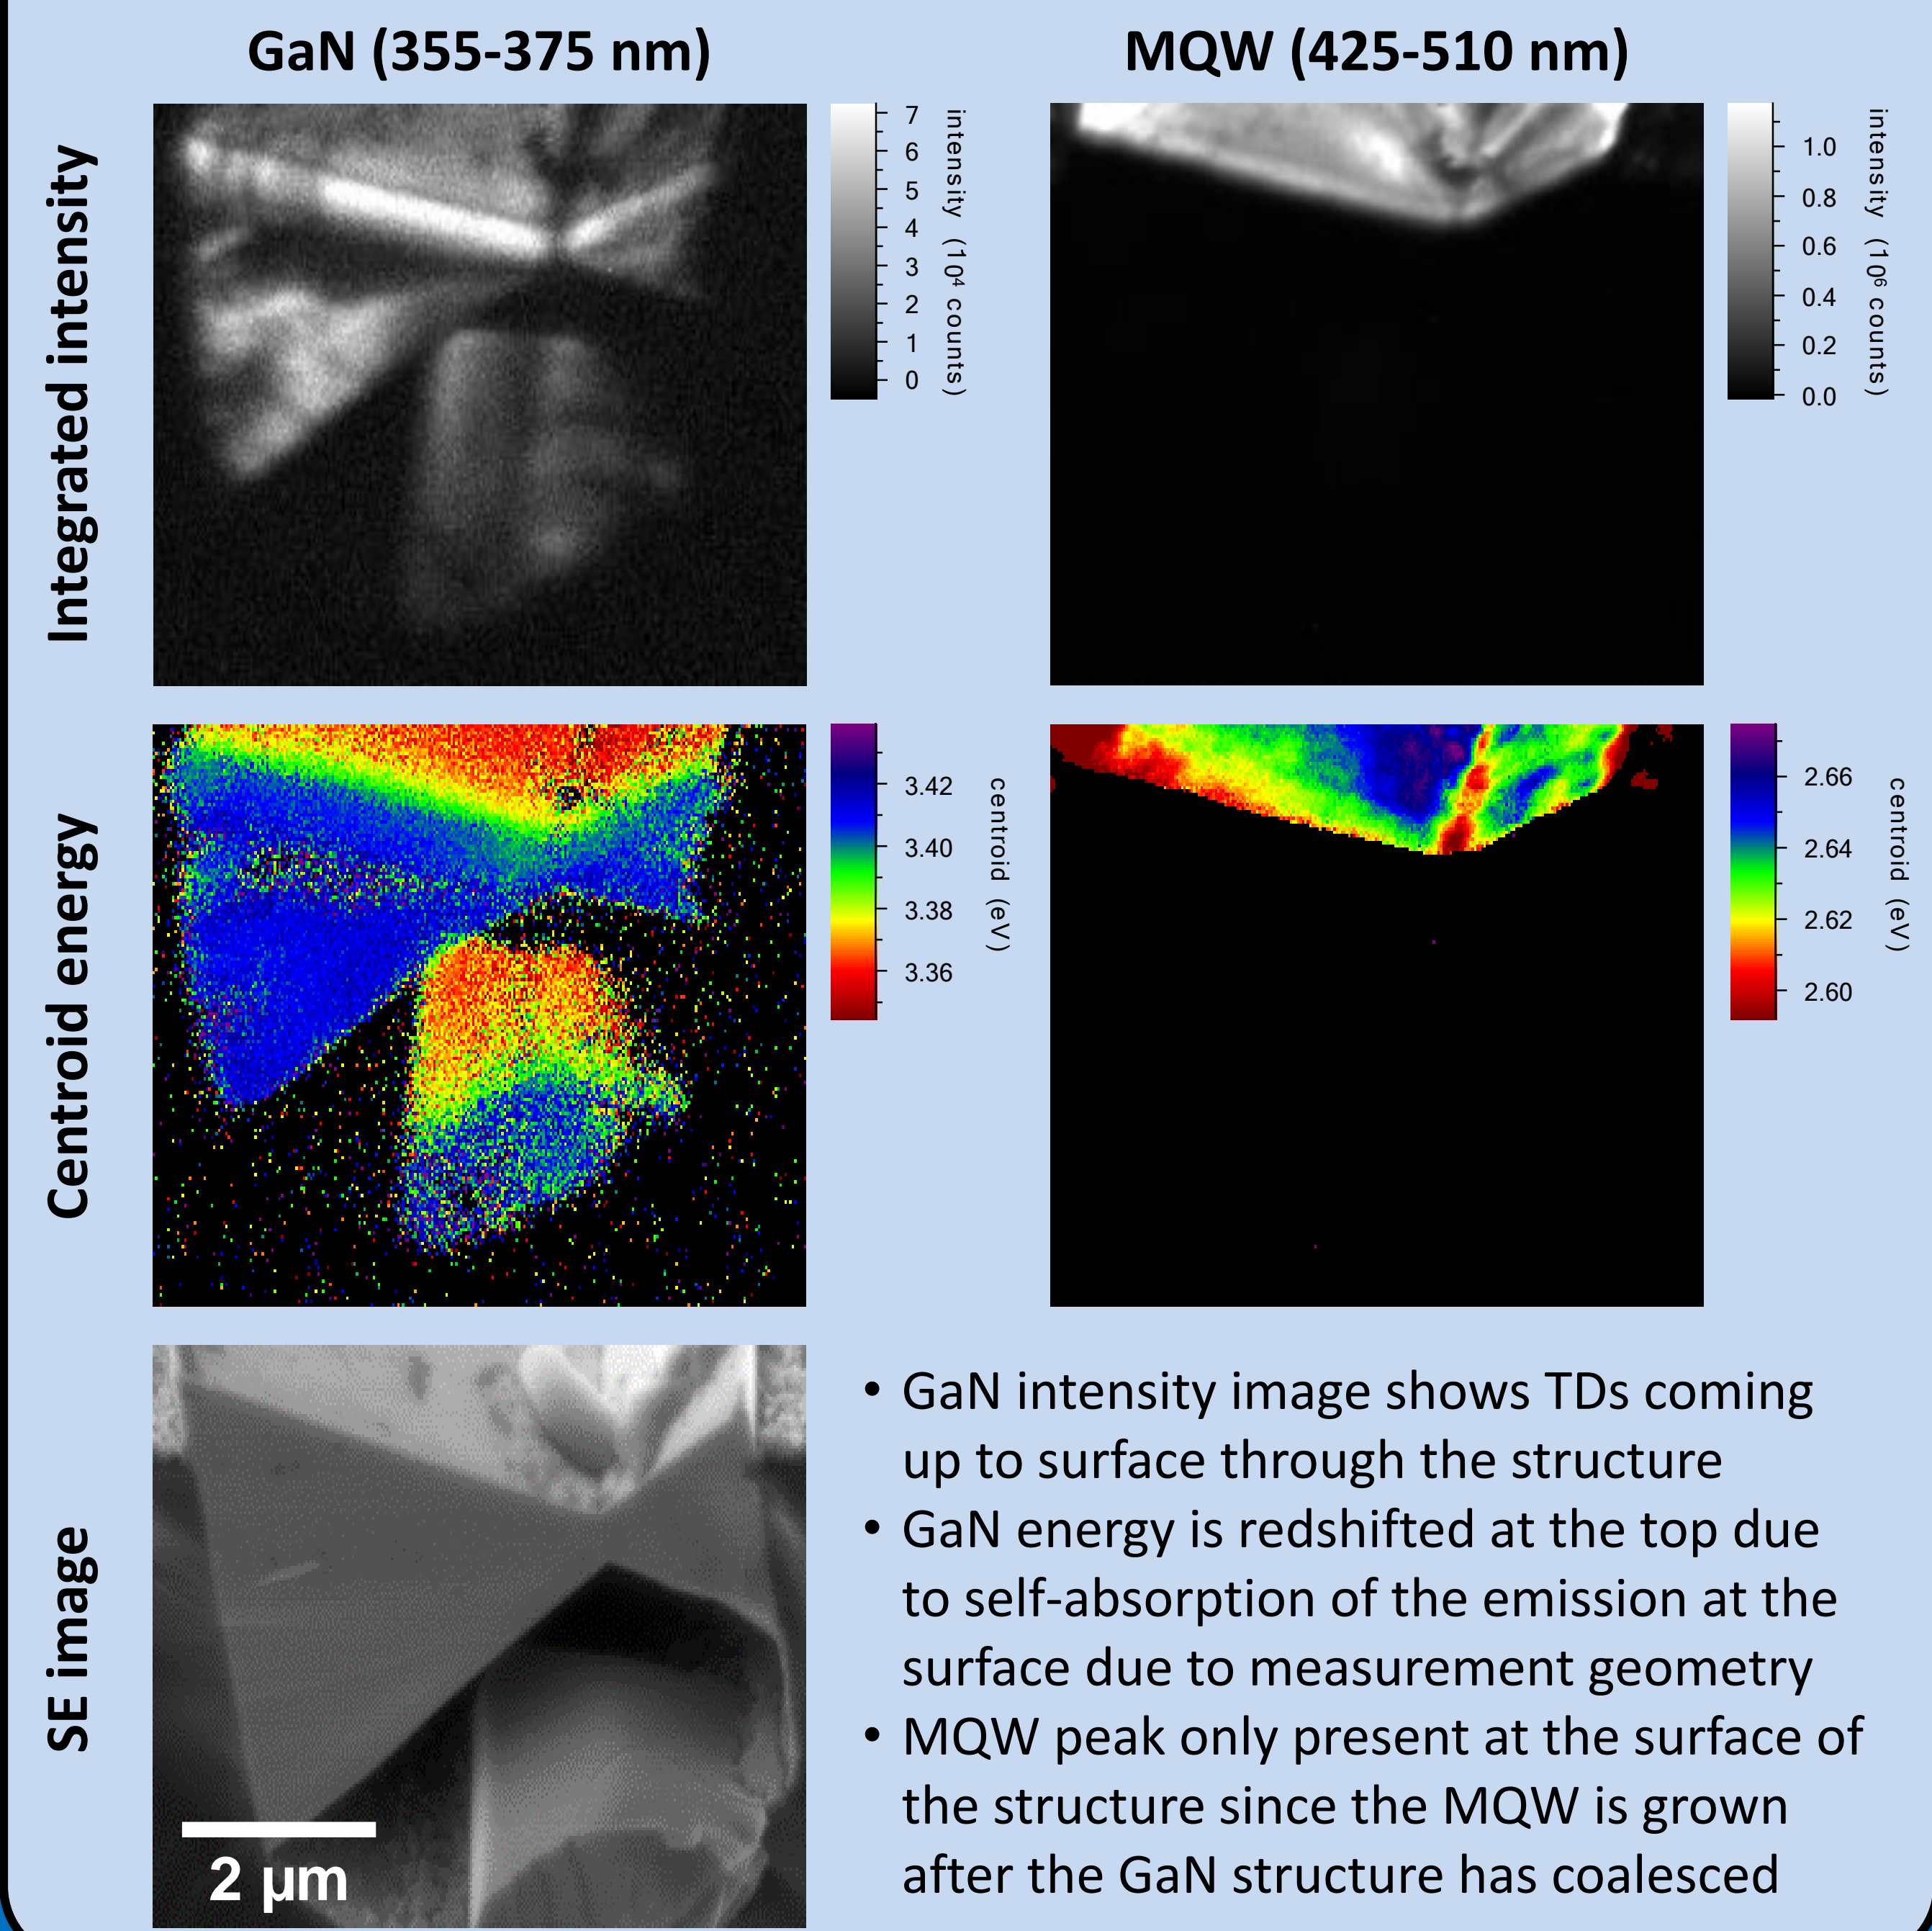 GaN (355-375 nm)
MQW (425-510 nm)
Integrated intensity
7
6
5
4
3
2
1
0
intensity (10⁴ counts)
1.0
0.8
0.6
0.4
0.2
0.0
intensity (10⁶ counts)
Centroid energy
3.42
3.40
3.38
3.36
centroid (eV)
2.66
2.64
2.62
2.60
centroid (eV)
SE image
2 µm
• GaN intensity image shows TDs coming
up to surface through the structure
• GaN energy is redshifted at the top due
to self-absorption of the emission at the
surface due to measurement geometry
• MQW peak only present at the surface of
the structure since the MQW is grown
after the GaN structure has coalesced